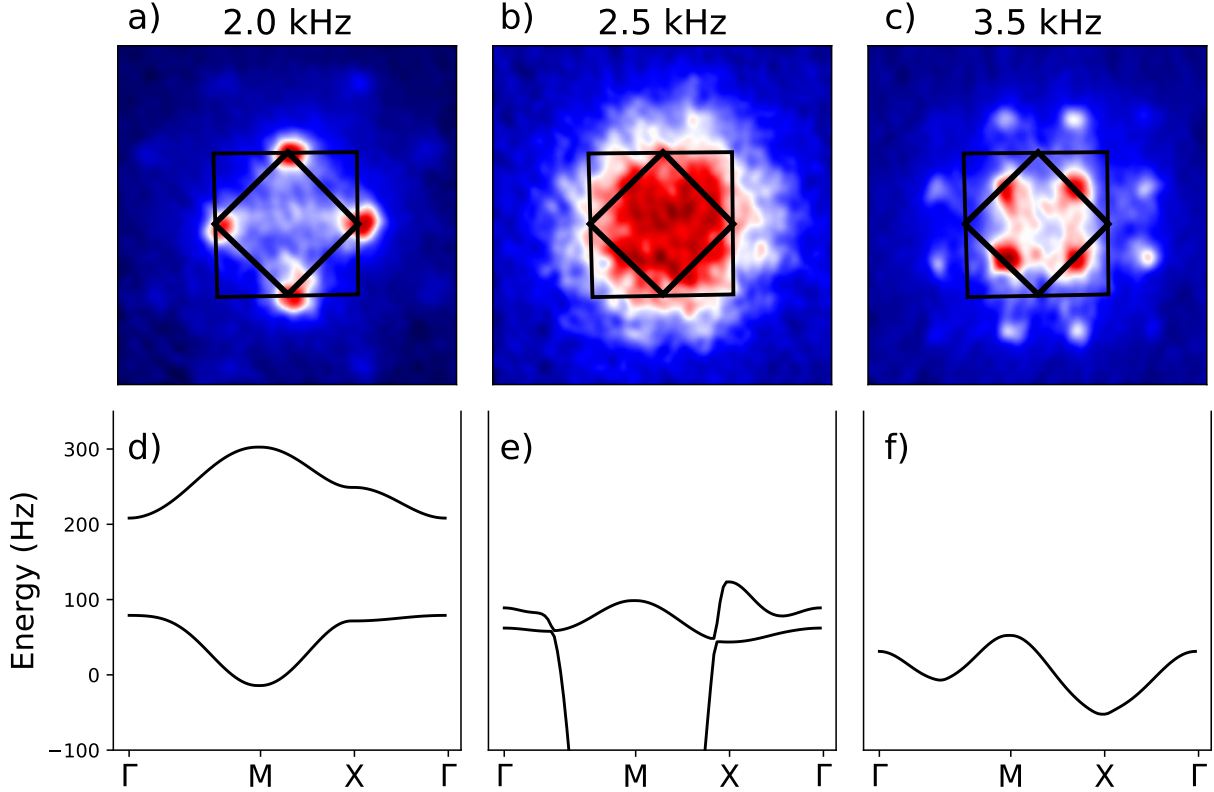 a) 2.0 kHz
b) 2.5 kHz
c) 3.5 kHz
d)
e)
f)
Energy (Hz)
300
200
100
0
−100
Γ M X Γ
Γ M X Γ
Γ M X Γ